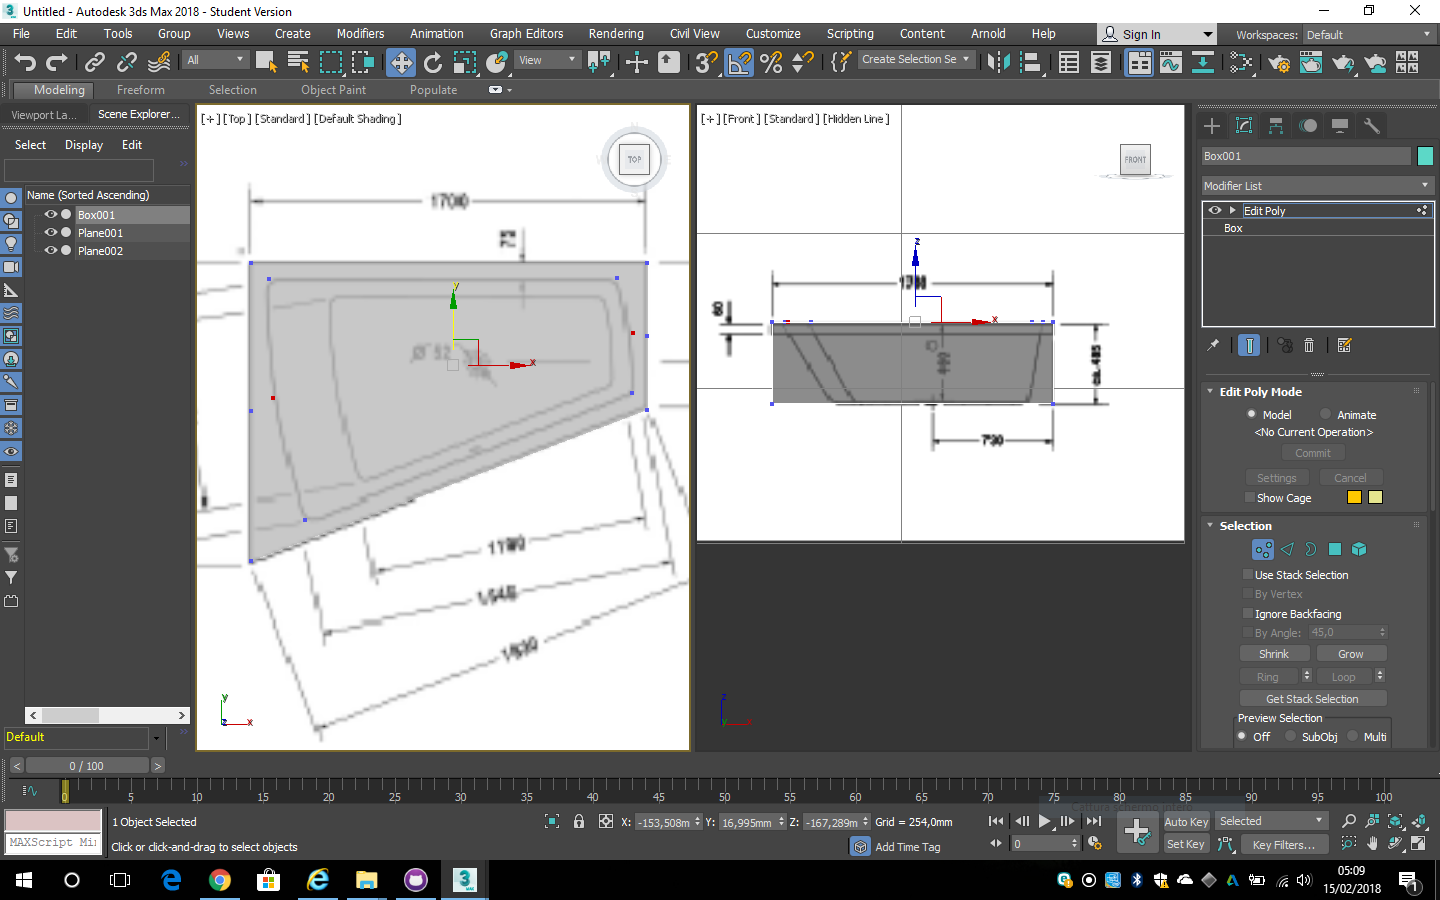 Untitled - Autodesk 3ds Max 2018 - Student Version
File Edit Tools Group Views Create Modifiers Animation Graph Editors Rendering Civil View Customize Scripting Content Arnold Help Sign In Workspaces: Default
All View Create Selection Se
Modeling Freeform Selection Object Paint Populate
Viewport La... Scene Explorer...
Select Display Edit
Name (Sorted Ascending)
Box001
Plane001
Plane002
Default
[+] [Top] [Standard] [Default Shading]
TOP
1700
75
y
x
1190
1630
y
z x
[+] [Front] [Standard] [Hidden Line]
FRONT
z
1700
x
60
730
z
y
Box001
Modifier List
Edit Poly
Box
Edit Poly Mode
Model Animate
<No Current Operation>
Commit
Settings Cancel
Show Cage
Selection
Use Stack Selection
By Vertex
Ignore Backfacing
By Angle: 45,0
Shrink Grow
Ring Loop
Get Stack Selection
Preview Selection
Off SubObj Multi
< 0 / 100 >
0 5 10 15 20 25 30 35 40 45 50 55 60 65 70 75 80 85 90 95 100
Cattura schermo intero
1 Object Selected X: -153,508m Y: 16,995mm Z: -167,289m Grid = 254,0mm Auto Key Selected
MAXScript Mi Click or click-and-drag to select objects Add Time Tag 0 Set Key Key Filters...
05:09
15/02/2018
1